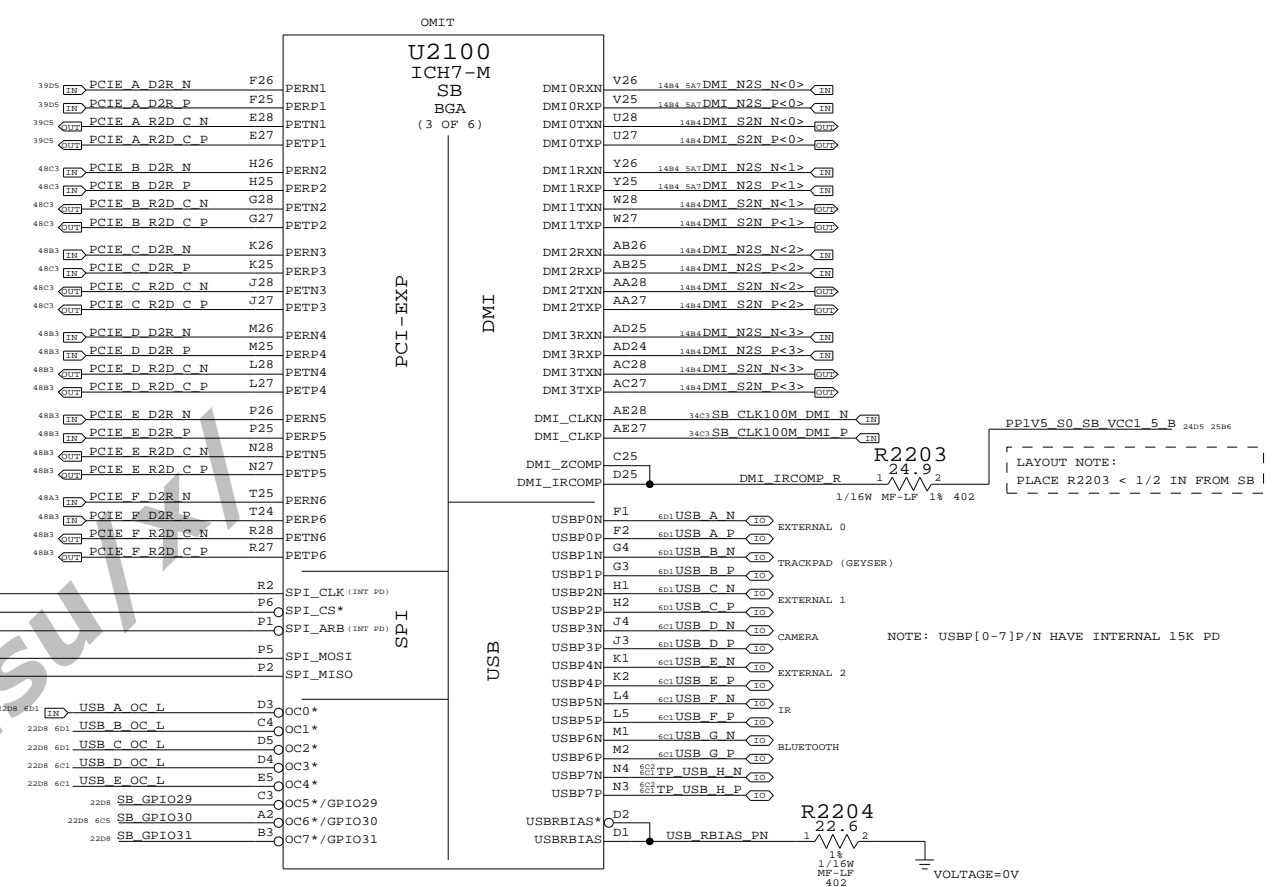 OMIT
U2100
ICH7-M
SB
BGA
(3 OF 6)
39D5 IN PCIE_A_D2R_N F26 PERN1
39D5 IN PCIE_A_D2R_P F25 PERP1
39C5 OUT PCIE_A_R2D_C_N E28 PETN1
39C5 OUT PCIE_A_R2D_C_P E27 PETP1
48C3 IN PCIE_B_D2R_N H26 PERN2
48C3 IN PCIE_B_D2R_P H25 PERP2
48C3 OUT PCIE_B_R2D_C_N G28 PETN2
48C3 OUT PCIE_B_R2D_C_P G27 PETP2
48B3 IN PCIE_C_D2R_N K26 PERN3
48C3 IN PCIE_C_D2R_P K25 PERP3
48C3 OUT PCIE_C_R2D_C_N J28 PETN3
48C3 OUT PCIE_C_R2D_C_P J27 PETP3
48B3 IN PCIE_D_D2R_N M26 PERN4
48B3 IN PCIE_D_D2R_P M25 PERP4
48B3 OUT PCIE_D_R2D_C_N L28 PETN4
48B3 OUT PCIE_D_R2D_C_P L27 PETP4
48B3 IN PCIE_E_D2R_N P26 PERN5
48B3 IN PCIE_E_D2R_P P25 PERP5
48B3 OUT PCIE_E_R2D_C_N N28 PETN5
48B3 OUT PCIE_E_R2D_C_P N27 PETP5
48A3 IN PCIE_F_D2R_N T25 PERN6
48B3 IN PCIE_F_D2R_P T24 PERP6
48B3 OUT PCIE_F_R2D_C_N R28 PETN6
48B3 OUT PCIE_F_R2D_C_P R27 PETP6
PCI-EXP
R2 SPI_CLK (INT PD)
P6 SPI_CS*
P1 SPI_ARB (INT PD)
P5 SPI_MOSI
P2 SPI_MISO
SPI
22D8 6D1 IN USB_A_OC_L D3 OC0*
22D8 6D1 USB_B_OC_L C4 OC1*
22D8 6D1 USB_C_OC_L D5 OC2*
22D8 6C1 USB_D_OC_L D4 OC3*
22D8 6C1 USB_E_OC_L E5 OC4*
22D8 SB_GPIO29 C3 OC5*/GPIO29
22D8 6C5 SB_GPIO30 A2 OC6*/GPIO30
22D8 SB_GPIO31 B3 OC7*/GPIO31
DMI
DMI0RXN V26 14B4 5A7 DMI_N2S_N<0> IN
DMI0RXP V25 14B4 5A7 DMI_N2S_P<0> IN
DMI0TXN U28 14B4 DMI_S2N_N<0> OUT
DMI0TXP U27 14B4 DMI_S2N_P<0> OUT
DMI1RXN Y26 14B4 5A7 DMI_N2S_N<1> IN
DMI1RXP Y25 14B4 5A7 DMI_N2S_P<1> IN
DMI1TXN W28 14B4 DMI_S2N_N<1> OUT
DMI1TXP W27 14B4 DMI_S2N_P<1> OUT
DMI2RXN AB26 14B4 DMI_N2S_N<2> IN
DMI2RXP AB25 14B4 DMI_N2S_P<2> IN
DMI2TXN AA28 14B4 DMI_S2N_N<2> OUT
DMI2TXP AA27 14B4 DMI_S2N_P<2> OUT
DMI3RXN AD25 14B4 DMI_N2S_N<3> IN
DMI3RXP AD24 14B4 DMI_N2S_P<3> IN
DMI3TXN AC28 14B4 DMI_S2N_N<3> OUT
DMI3TXP AC27 14B4 DMI_S2N_P<3> OUT
DMI_CLKN AE28 34C3 SB_CLK100M_DMI_N IN
DMI_CLKP AE27 34C3 SB_CLK100M_DMI_P IN
DMI_ZCOMP C25
DMI_IRCOMP D25 DMI_IRCOMP_R
R2203
1 24.9 2
1/16W MF-LF 1% 402
PP1V5_S0_SB_VCC1_5_B 24D5 25B6
LAYOUT NOTE:
PLACE R2203 < 1/2 IN FROM SB
USB
USBP0N F1 6D1 USB_A_N IO
USBP0P F2 6D1 USB_A_P IO
EXTERNAL 0
USBP1N G4 6D1 USB_B_N IO
USBP1P G3 6D1 USB_B_P IO
TRACKPAD (GEYSER)
USBP2N H1 6D1 USB_C_N IO
USBP2P H2 6D1 USB_C_P IO
EXTERNAL 1
USBP3N J4 6C1 USB_D_N IO
USBP3P J3 6D1 USB_D_P IO
CAMERA
NOTE: USBP[0-7]P/N HAVE INTERNAL 15K PD
USBP4N K1 6C1 USB_E_N IO
USBP4P K2 6C1 USB_E_P IO
EXTERNAL 2
USBP5N L4 6C1 USB_F_N IO
USBP5P L5 6C1 USB_F_P IO
IR
USBP6N M1 6C1 USB_G_N IO
USBP6P M2 6C1 USB_G_P IO
BLUETOOTH
USBP7N N4 6C2 6C1 TP_USB_H_N IO
USBP7P N3 6C2 6C1 TP_USB_H_P IO
USBRBIAS* D2
USBRBIAS D1 USB_RBIAS_PN
R2204
1 22.6 2
1%
1/16W
MF-LF
402
VOLTAGE=0V
su/x/